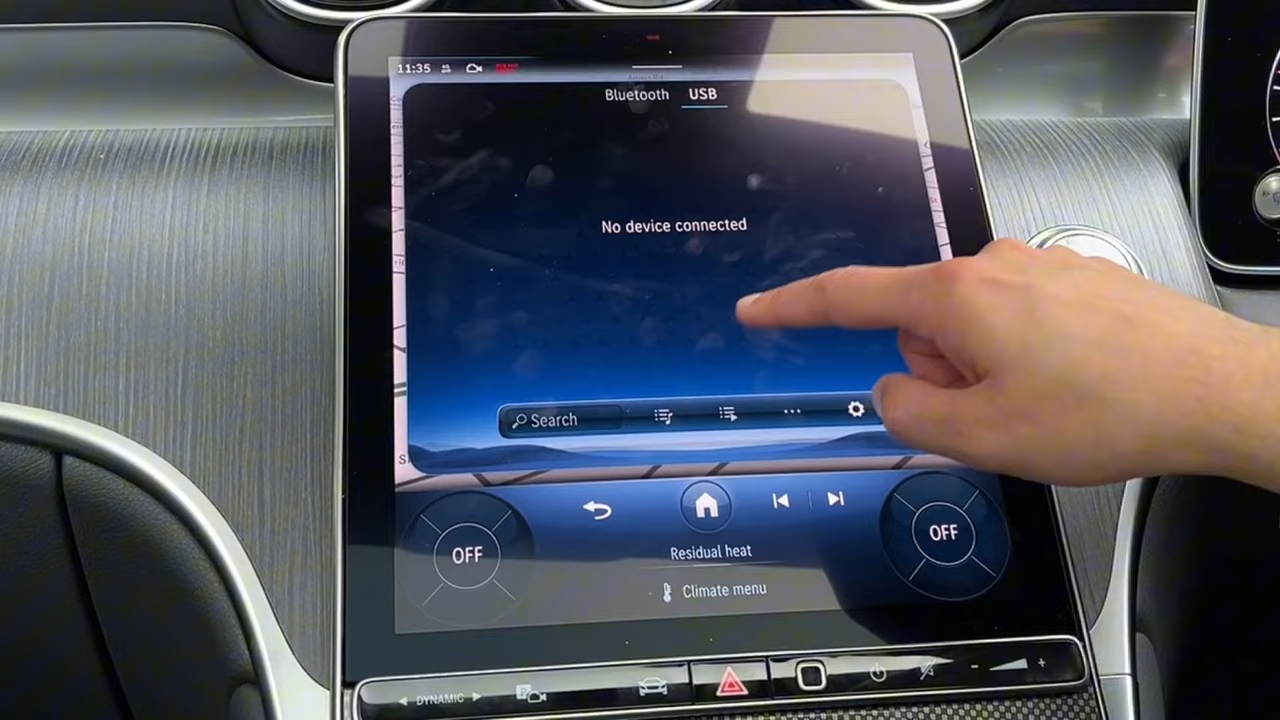 11:35
Bluetooth USB
No device connected
Search
OFF
OFF
Residual heat
Climate menu
DYNAMIC
- +